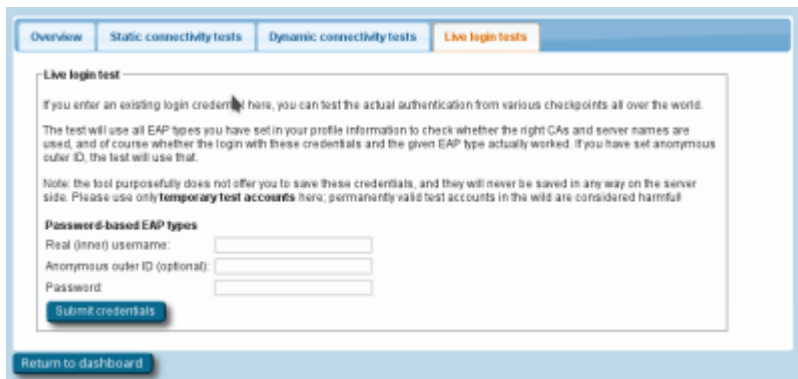 Overview Static connectivity tests Dynamic connectivity tests Live login tests
Live login test
If you enter an existing login credential here, you can test the actual authentication from various checkpoints all over the world.
The test will use all EAP types you have set in your profile information to check whether the right CAs and server names are
used, and of course whether the login with these credentials and the given EAP type actually worked. If you have set anonymous
outer ID, the test will use that.
Note: the tool purposefully does not offer you to save these credentials, and they will never be saved in any way on the server
side. Please use only temporary test accounts here; permanently valid test accounts in the wild are considered harmful!
Password-based EAP types
Real (inner) username:
Anonymous outer ID (optional):
Password:
Submit credentials
Return to dashboard